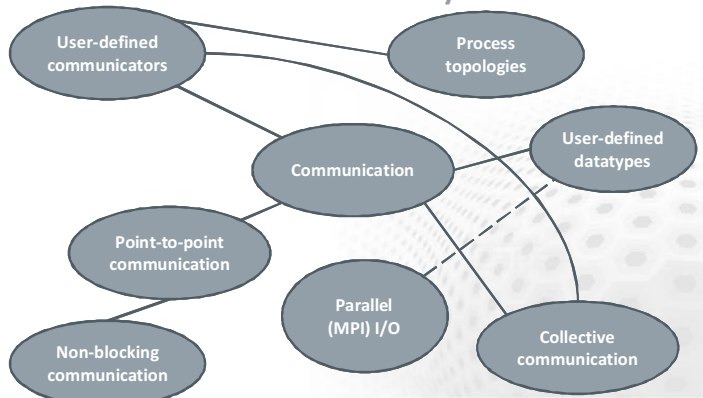 User-defined
communicators
Process
topologies
User-defined
datatypes
Communication
Point-to-point
communication
Parallel
(MPI) I/O
Collective
communication
Non-blocking
communication